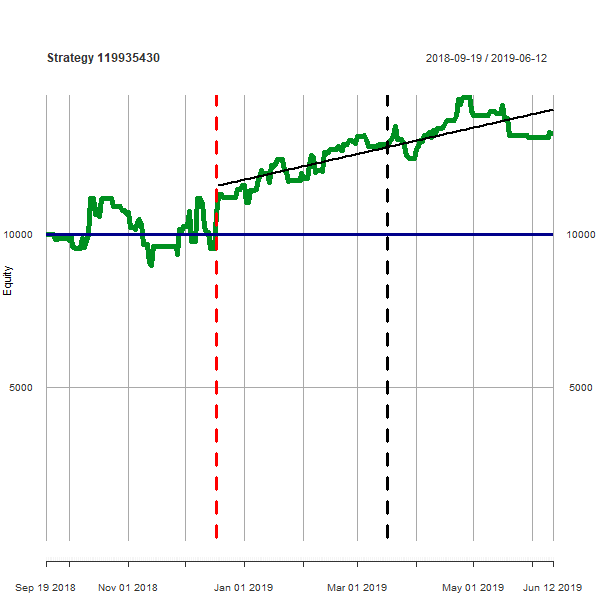 Strategy 119935430
2018-09-19 / 2019-06-12
10000
10000
Equity
5000
5000
Sep 19 2018
Nov 01 2018
Jan 01 2019
Mar 01 2019
May 01 2019
Jun 12 2019